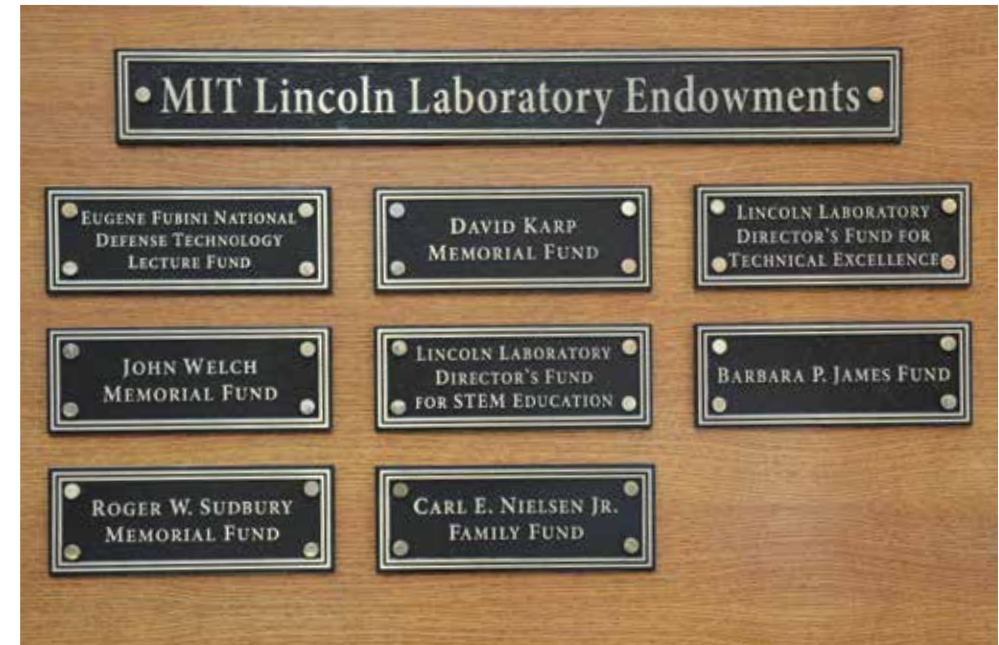 MIT Lincoln Laboratory Endowments
EUGENE FUBINI NATIONAL
DEFENSE TECHNOLOGY
LECTURE FUND
DAVID KARP
MEMORIAL FUND
LINCOLN LABORATORY
DIRECTOR'S FUND FOR
TECHNICAL EXCELLENCE
JOHN WELCH
MEMORIAL FUND
LINCOLN LABORATORY
DIRECTOR'S FUND
FOR STEM EDUCATION
BARBARA P. JAMES FUND
ROGER W. SUDBURY
MEMORIAL FUND
CARL E. NIELSEN JR.
FAMILY FUND